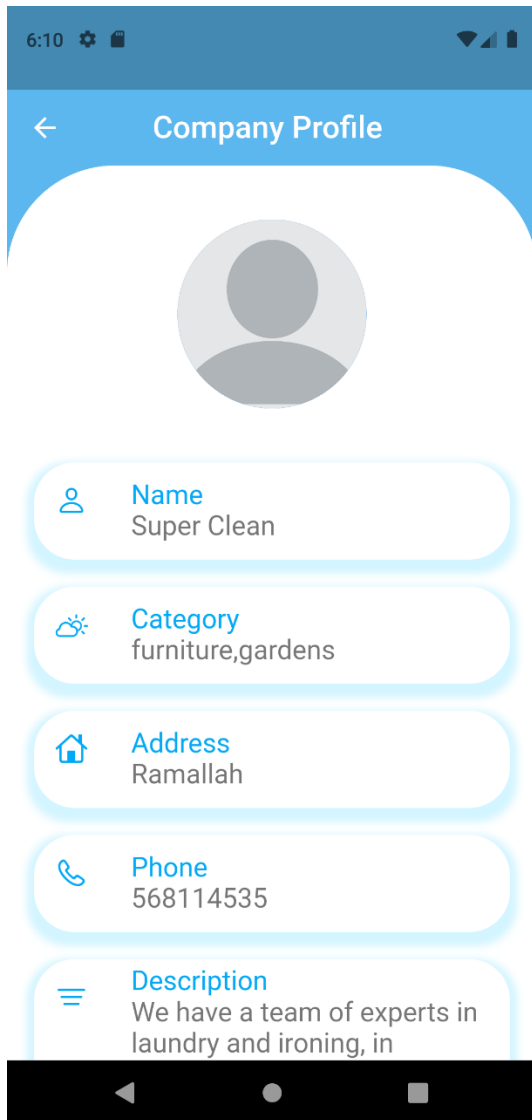 6:10
Company Profile
Name
Super Clean
Category
furniture,gardens
Address
Ramallah
Phone
568114535
Description
We have a team of experts in
laundry and ironing, in